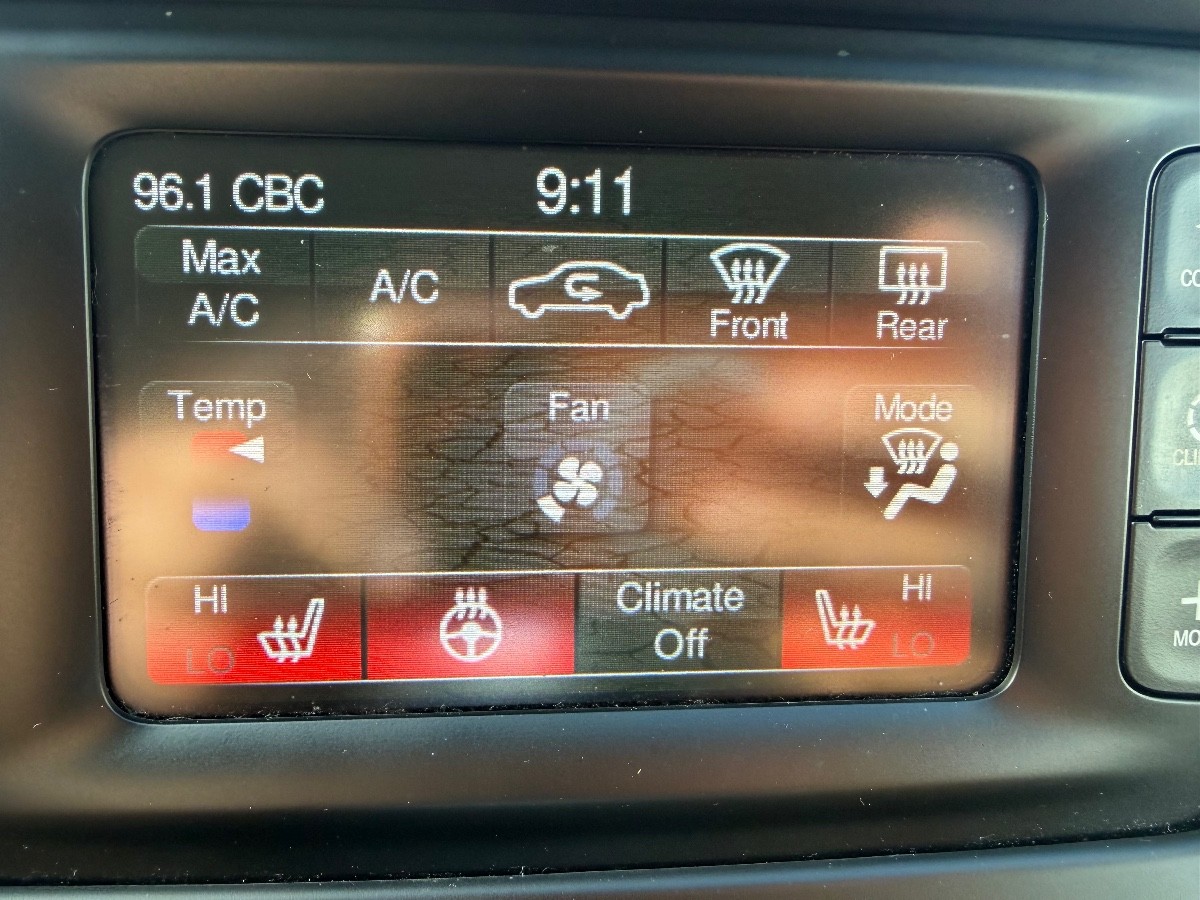 96.1 CBC
9:11
Max
A/C
A/C
Front
Rear
Temp
Fan
Mode
HI
LO
Climate
Off
HI
LO